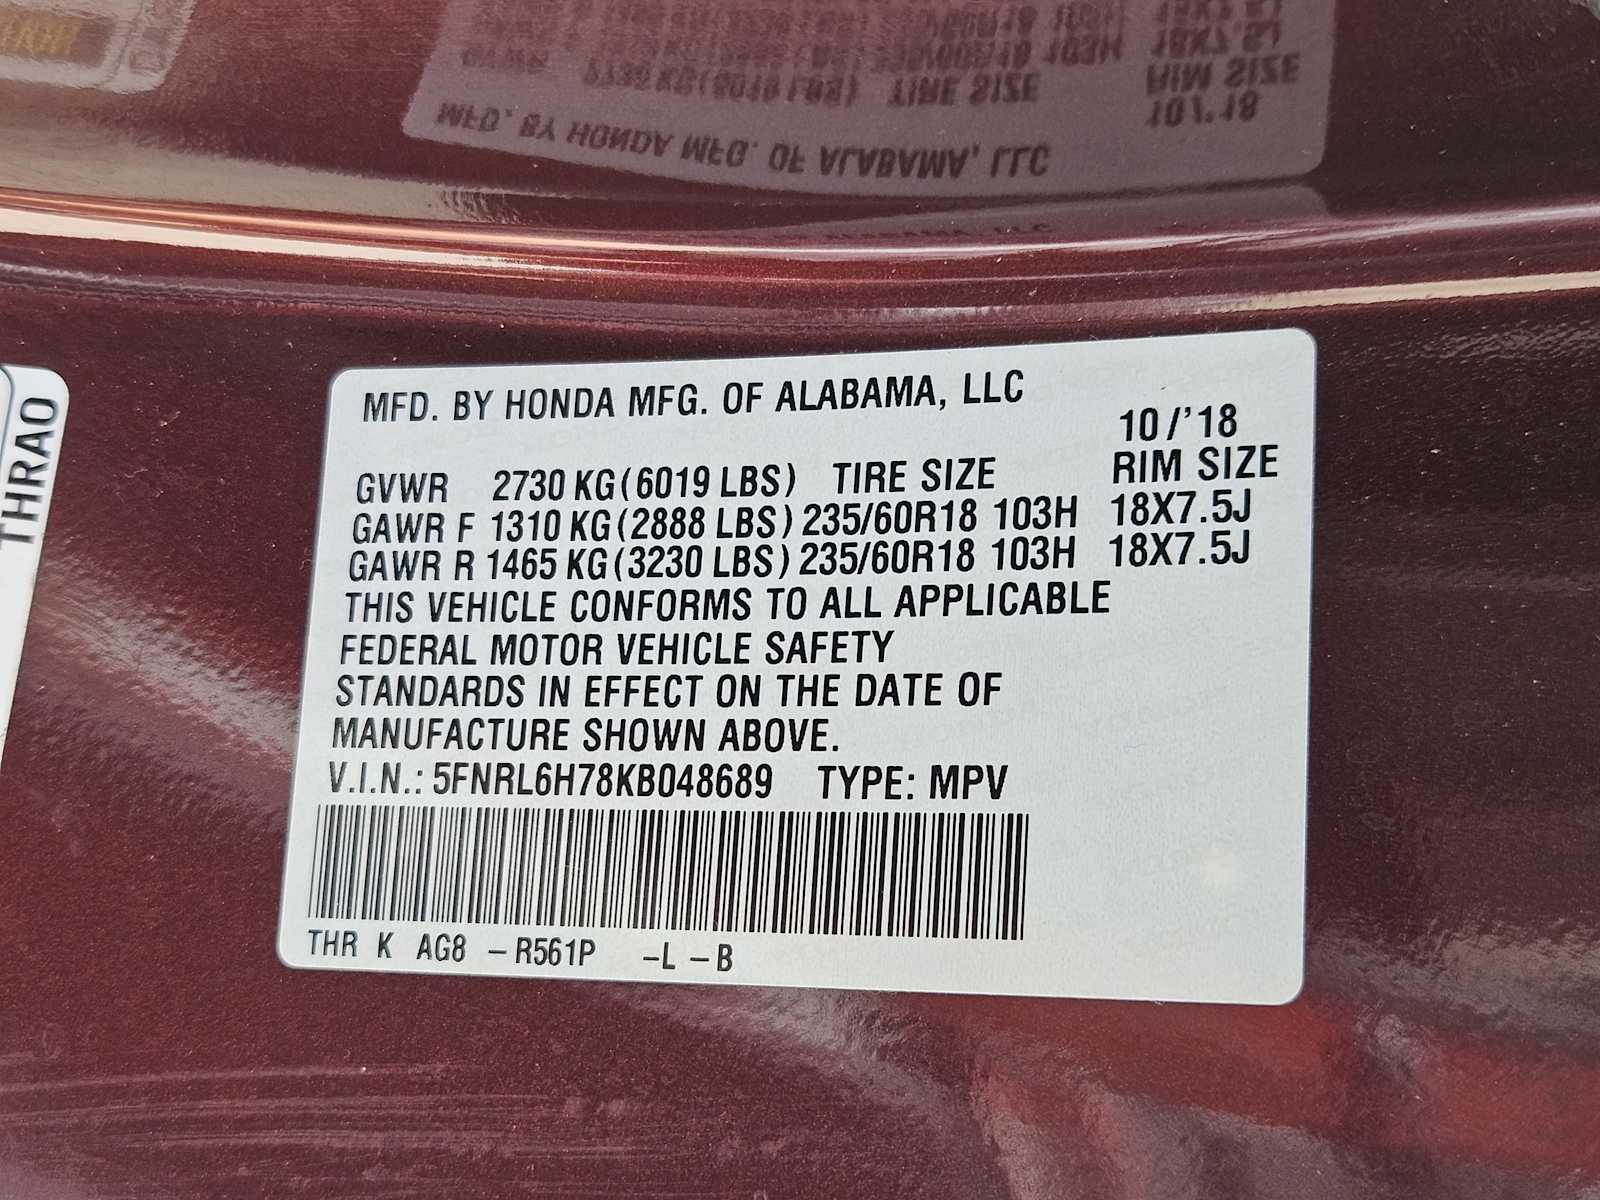 MFD. BY HONDA MFG. OF ALABAMA, LLC
10/'18
GVWR 2730 KG(6019 LBS) TIRE SIZE RIM SIZE
GAWR F 1310 KG(2888 LBS) 235/60R18 103H 18X7.5J
GAWR R 1465 KG(3230 LBS) 235/60R18 103H 18X7.5J
THIS VEHICLE CONFORMS TO ALL APPLICABLE
FEDERAL MOTOR VEHICLE SAFETY
STANDARDS IN EFFECT ON THE DATE OF
MANUFACTURE SHOWN ABOVE.
V.I.N.: 5FNRL6H78KB048689 TYPE: MPV
THR K AG8 –R561P –L –B
THRAO